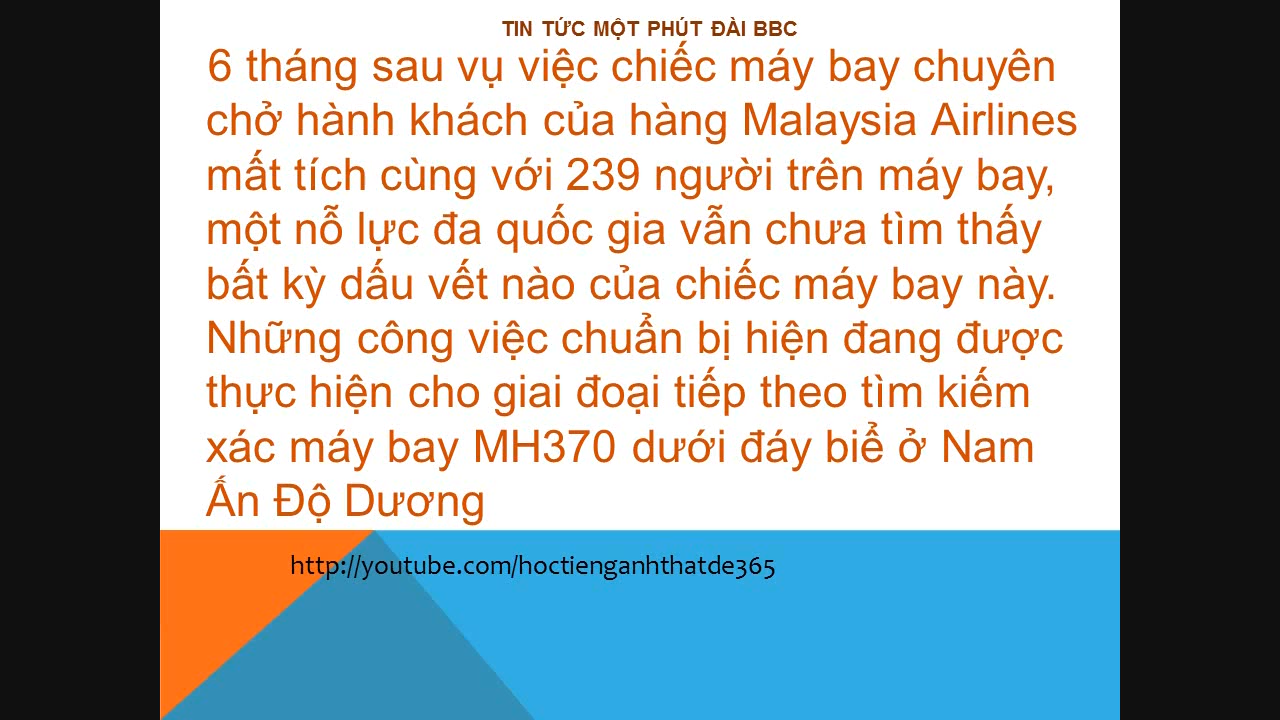 TIN TỨC MỘT PHÚT ĐÀI BBC
6 tháng sau vụ việc chiếc máy bay chuyên
chở hành khách của hàng Malaysia Airlines
mất tích cùng với 239 người trên máy bay,
một nỗ lực đa quốc gia vẫn chưa tìm thấy
bất kỳ dấu vết nào của chiếc máy bay này.
Những công việc chuẩn bị hiện đang được
thực hiện cho giai đoại tiếp theo tìm kiếm
xác máy bay MH370 dưới đáy biể ở Nam
Ấn Độ Dương
http://youtube.com/hoctienganhthatde365